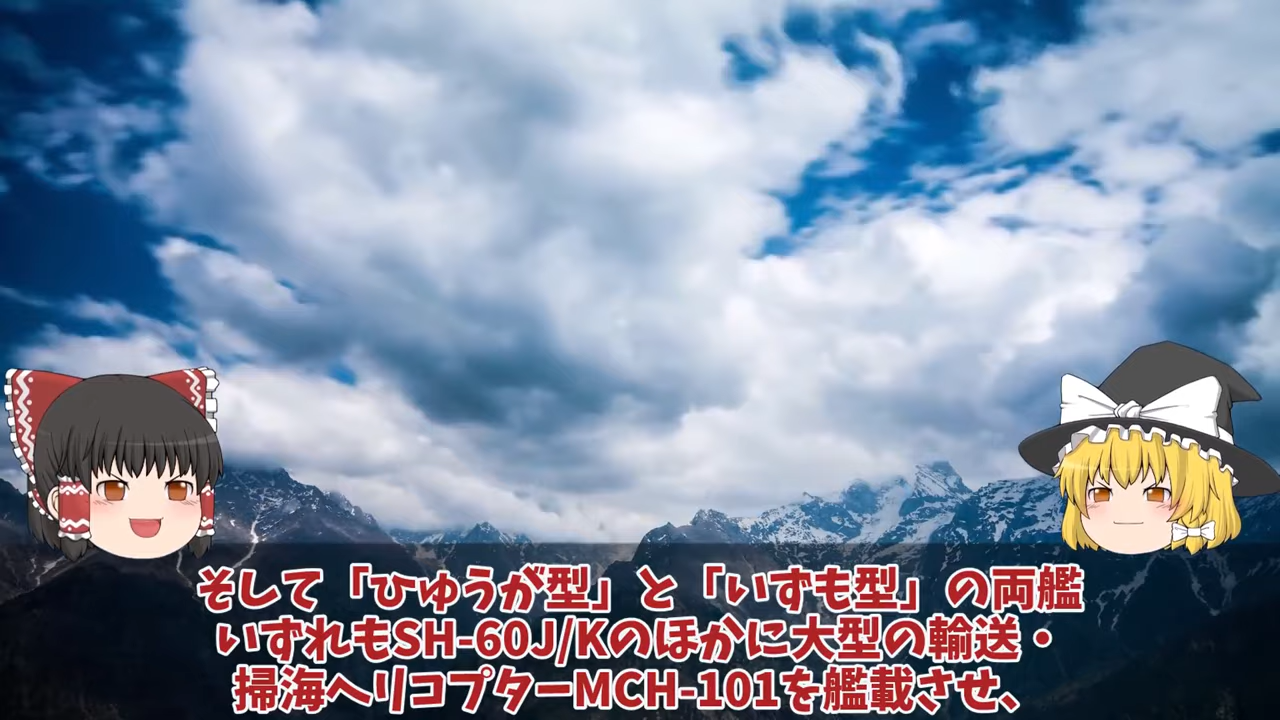 そして「ひゅうが型」と「いずも型」の両艦
いずれもSH-60J/Kのほかに大型の輸送・
掃海ヘリコプターMCH-101を艦載させ、